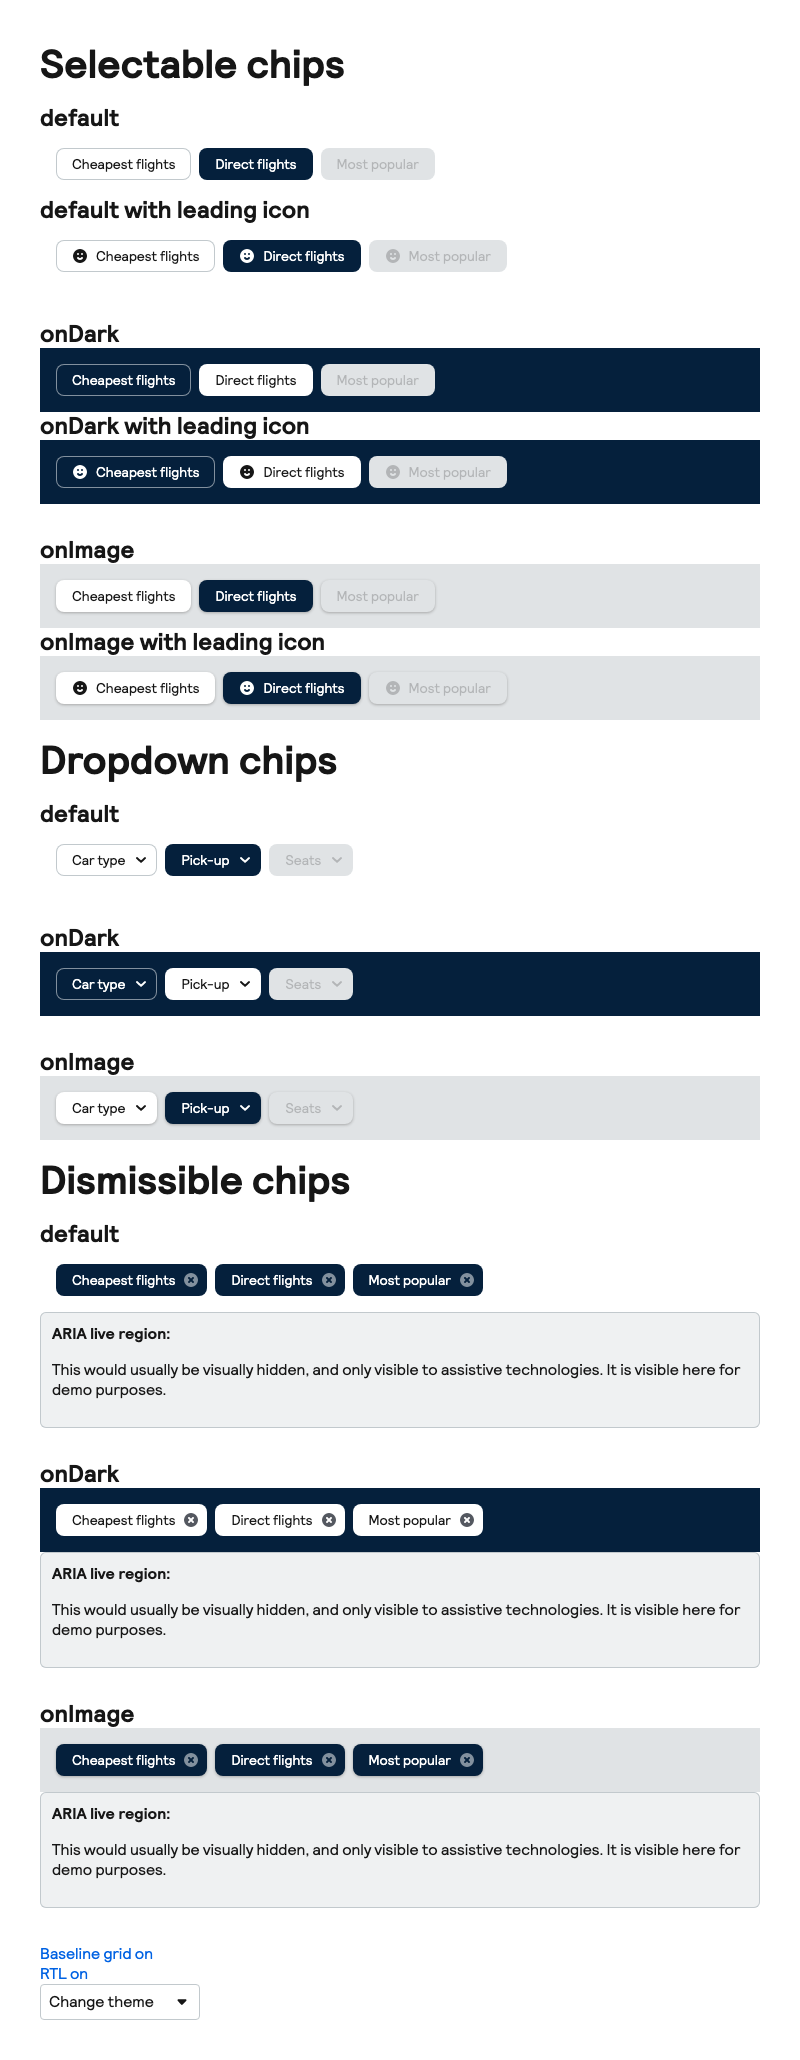 Selectable chips
default
Cheapest flights Direct flights Most popular
default with leading icon
Cheapest flights Direct flights Most popular
onDark
Cheapest flights Direct flights Most popular
onDark with leading icon
Cheapest flights Direct flights Most popular
onImage
Cheapest flights Direct flights Most popular
onImage with leading icon
Cheapest flights Direct flights Most popular
Dropdown chips
default
Car type Pick-up Seats
onDark
Car type Pick-up Seats
onImage
Car type Pick-up Seats
Dismissible chips
default
Cheapest flights Direct flights Most popular
ARIA live region:
This would usually be visually hidden, and only visible to assistive technologies. It is visible here for
demo purposes.
onDark
Cheapest flights Direct flights Most popular
ARIA live region:
This would usually be visually hidden, and only visible to assistive technologies. It is visible here for
demo purposes.
onImage
Cheapest flights Direct flights Most popular
ARIA live region:
This would usually be visually hidden, and only visible to assistive technologies. It is visible here for
demo purposes.
Baseline grid on
RTL on
Change theme